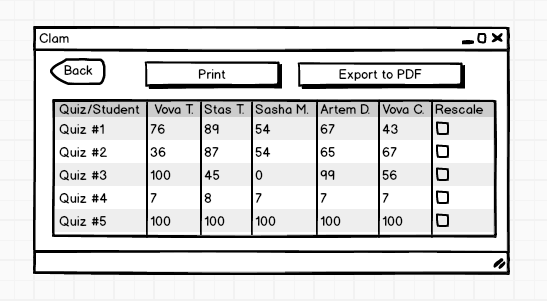 Clam
Back
Print
Export to PDF
Quiz/Student Vova T. Stas T. Sasha M. Artem D. Vova C. Rescale
Quiz #1 76 89 54 67 43
Quiz #2 36 87 54 65 67
Quiz #3 100 45 0 99 56
Quiz #4 7 8 7 7 7
Quiz #5 100 100 100 100 100